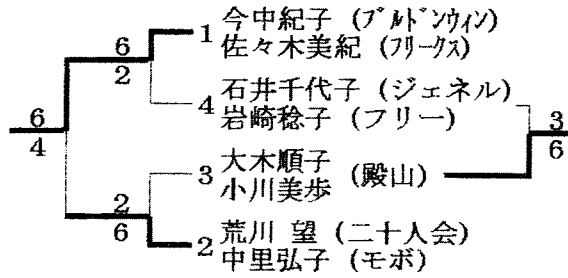 1 今中紀子 (ブルドンウィン)
佐々木美紀 (フリークス)
6
2
4 石井千代子 (ジェネル)
岩崎稔子 (フリー)
6
4
3
6
3 大木順子 (殿山)
小川美歩
2
6
2 荒川 望 (二十人会)
中里弘子 (モボ)